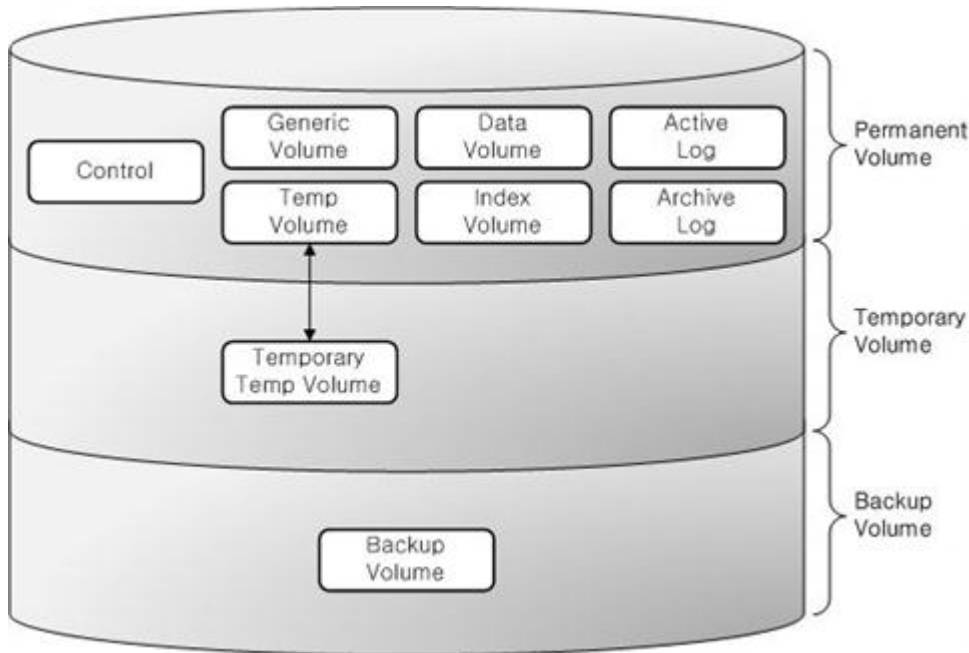 Generic
Volume
Data
Volume
Active
Log
Permanent
Volume
Control
Temp
Volume
Index
Volume
Archive
Log
Temporary
Volume
Temporary
Temp Volume
Backup
Volume
Backup
Volume